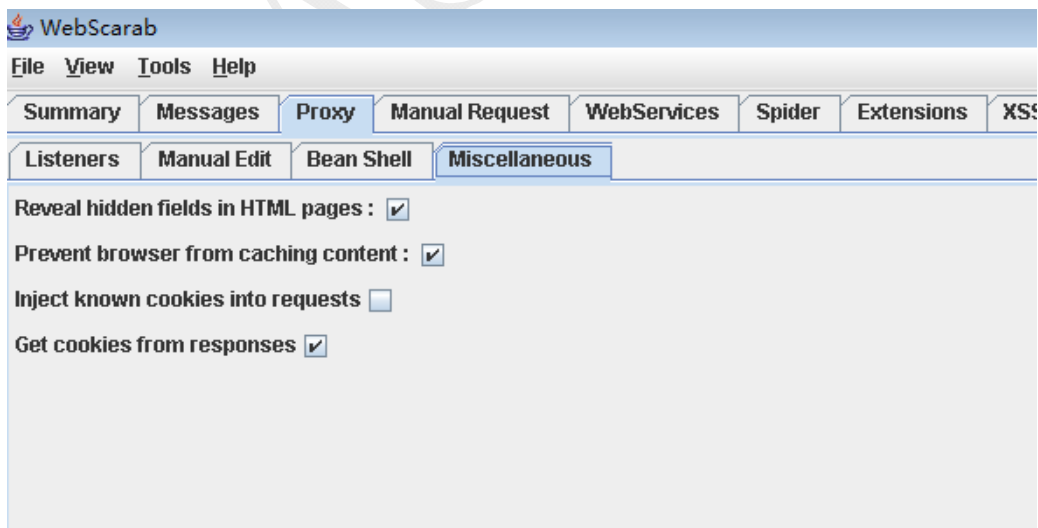 WebScarab
File View Tools Help
Summary Messages Proxy Manual Request WebServices Spider Extensions XSS
Listeners Manual Edit Bean Shell Miscellaneous
Reveal hidden fields in HTML pages :
Prevent browser from caching content :
Inject known cookies into requests
Get cookies from responses